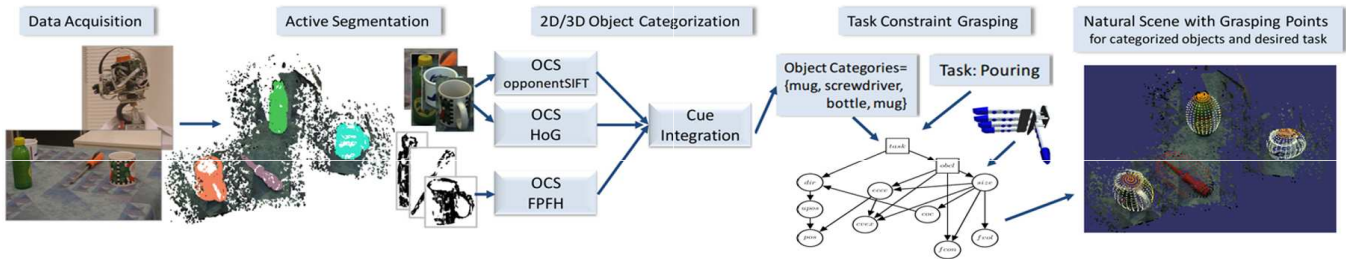 Data Acquisition
Active Segmentation
2D/3D Object Categorization
Task Constraint Grasping
Natural Scene with Grasping Points
for categorized objects and desired task
OCS
opponentSIFT
OCS
HoG
OCS
FPFH
Cue
Integration
Object Categories=
{mug, screwdriver,
bottle, mug}
Task: Pouring
task
obcl
dir
size
upos
pos
coc
fcon
fvol